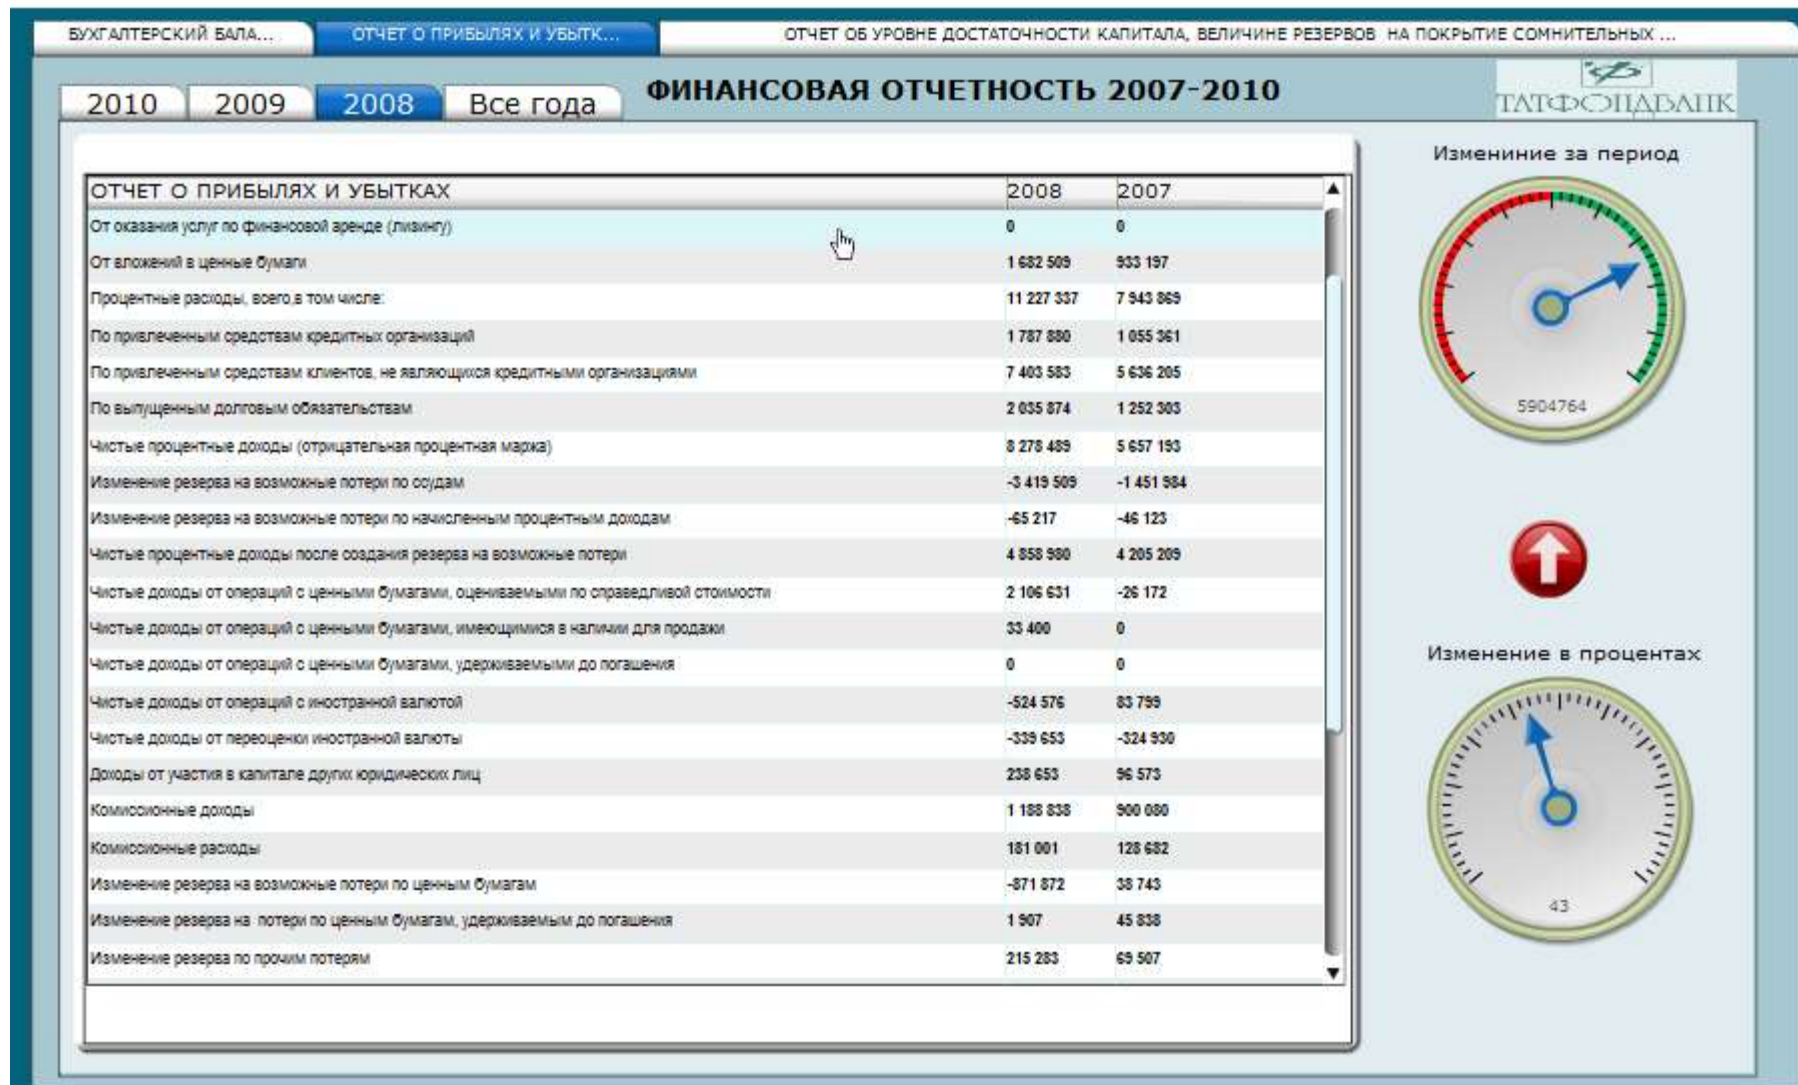 БУХГАЛТЕРСКИЙ БАЛА... ОТЧЕТ О ПРИБЫЛЯХ И УБЫТК... ОТЧЕТ ОБ УРОВНЕ ДОСТАТОЧНОСТИ КАПИТАЛА, ВЕЛИЧИНЕ РЕЗЕРВОВ НА ПОКРЫТИЕ СОМНИТЕЛЬНЫХ ...
2010 2009 2008 Все года ФИНАНСОВАЯ ОТЧЕТНОСТЬ 2007-2010 ТАТФОНДБАНК
Измениние за период
ОТЧЕТ О ПРИБЫЛЯХ И УБЫТКАХ 2008 2007
От оказания услуг по финансовой аренде (лизингу) 0 0
От вложений в ценные бумаги 1 682 509 933 197
Процентные расходы, всего,в том числе: 11 227 337 7 943 869
По привлеченным средствам кредитных организаций 1 787 880 1 055 361
По привлеченным средствам клиентов, не являющихся кредитными организациями 7 403 583 5 636 205
По выпущенным долговым обязательствам 2 035 874 1 252 303
5904764
Чистые процентные доходы (отрицательная процентная маржа) 8 278 489 5 657 193
Изменение резерва на возможные потери по ссудам -3 419 509 -1 451 984
Изменение резерва на возможные потери по начисленным процентным доходам -65 217 -46 123
Чистые процентные доходы после создания резерва на возможные потери 4 858 980 4 205 209
Чистые доходы от операций с ценными бумагами, оцениваемыми по справедливой стоимости 2 106 631 -26 172
Чистые доходы от операций с ценными бумагами, имеющимися в наличии для продажи 33 400 0
Чистые доходы от операций с ценными бумагами, удерживаемыми до погашения 0 0
Изменение в процентах
Чистые доходы от операций с иностранной валютой -524 576 83 799
Чистые доходы от переоценки иностранной валюты -339 653 -324 930
Доходы от участия в капитале других юридических лиц 238 653 96 573
Комиссионные доходы 1 188 838 900 080
Комиссионные расходы 181 001 128 682
Изменение резерва на возможные потери по ценным бумагам -871 872 38 743
Изменение резерва на потери по ценным бумагам, удерживаемым до погашения 1 907 45 838
43
Изменение резерва по прочим потерям 215 283 69 507